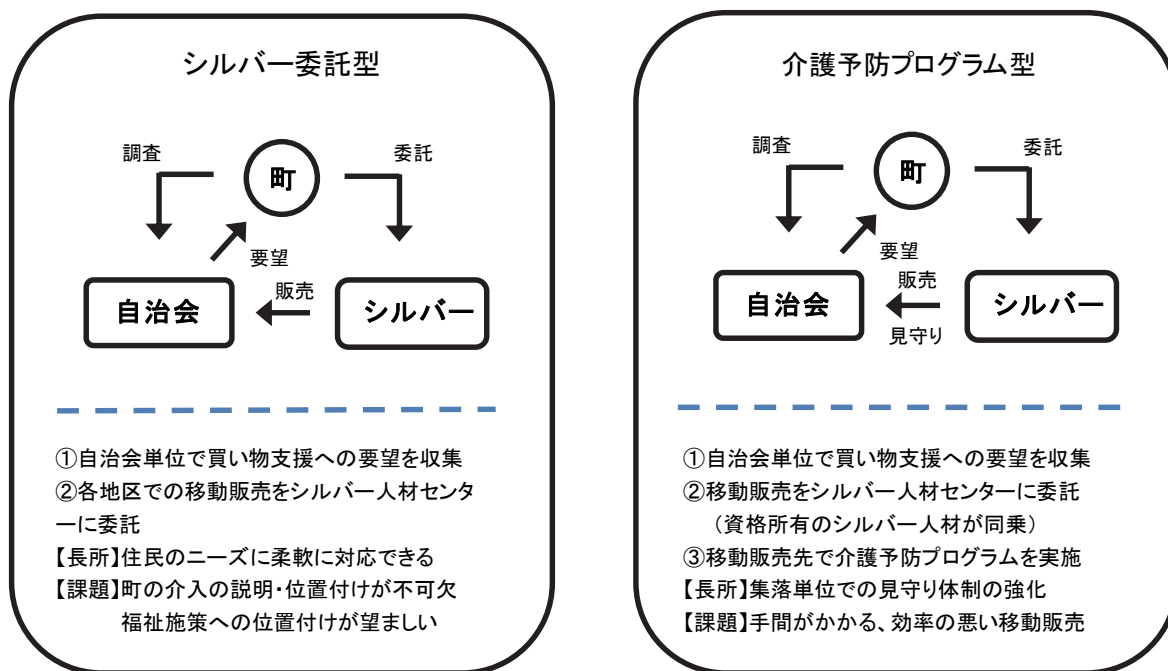 シルバー委託型
調査
委託
町
要望
販売
自治会
シルバー
①自治会単位で買い物支援への要望を収集
②各地区での移動販売をシルバー人材センタ
ーに委託
【長所】住民のニーズに柔軟に対応できる
【課題】町の介入の説明・位置付けが不可欠
福祉施策への位置付けが望ましい
介護予防プログラム型
調査
委託
町
要望
販売
自治会
シルバー
見守り
①自治会単位で買い物支援への要望を収集
②移動販売をシルバー人材センターに委託
（資格所有のシルバー人材が同乗）
③移動販売先で介護予防プログラムを実施
【長所】集落単位での見守り体制の強化
【課題】手間がかかる、効率の悪い移動販売